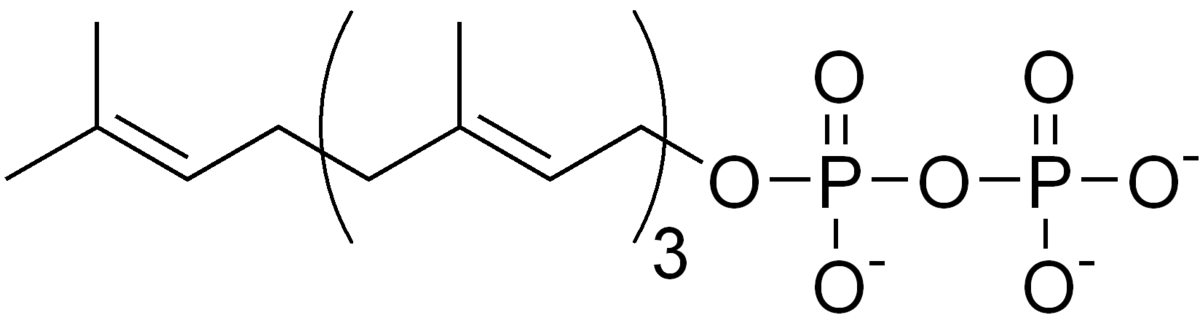 O O
O P O P O-
3 O- O-